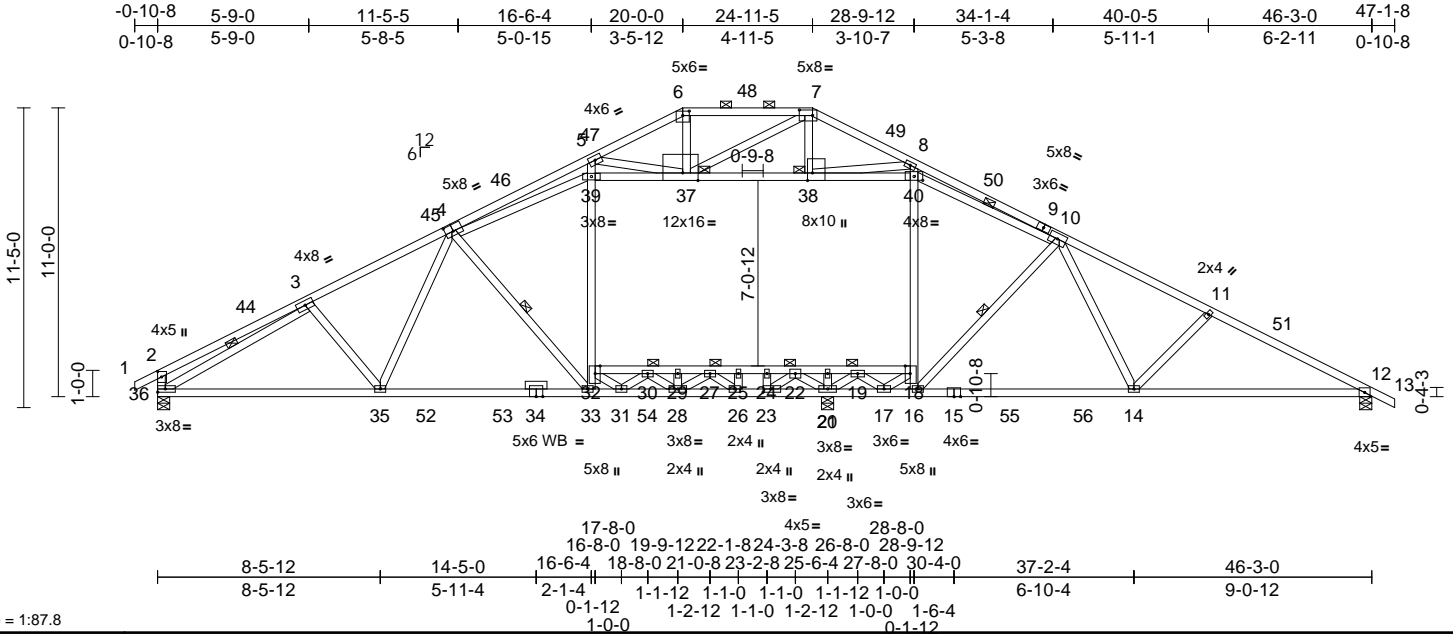 -0-10-8 5-9-0 11-5-5 16-6-4 20-0-0 24-11-5 28-9-12 34-1-4 40-0-5 46-3-0 47-1-8
0-10-8 5-9-0 5-8-5 5-0-15 3-5-12 4-11-5 3-10-7 5-3-8 5-11-1 6-2-11 0-10-8
5x6= 5x8=
6 48 7
4x6
5 47 49
12
6
0-9-8 8
5x8=
5x8 46 50 3x6
39 37 38 40 9
45 4 3x8= 12x16= 8x10 4x8= 10
4x8
3
2x4
11
44
11-5-0
11-0-0
7-0-12
51
4x5
2
1
1-0-0
36
32 30 29 27 25 24 22 19 18
0-10-8
12
13
0-4-3
35 52 53 34 33 31 54 28 26 23 20 21 17 16 15 55 56 14
3x8=
5x6 WB = 3x8= 2x4 3x8= 3x6= 4x6=
4x5=
5x8 2x4 2x4 2x4 5x8
3x8= 3x6=
4x5=
17-8-0 28-8-0
16-8-0 19-9-12 22-1-8 24-3-8 26-8-0 28-9-12
8-5-12 14-5-0 16-6-4 18-8-0 21-0-8 23-2-8 25-6-4 27-8-0 30-4-0 37-2-4 46-3-0
8-5-12 5-11-4 2-1-4 1-1-12 1-1-0 1-1-0 1-1-12 1-0-0 6-10-4 9-0-12
0-1-12 1-2-12 1-1-0 1-2-12 1-0-0 1-6-4
1-0-0 0-1-12
= 1:87.8